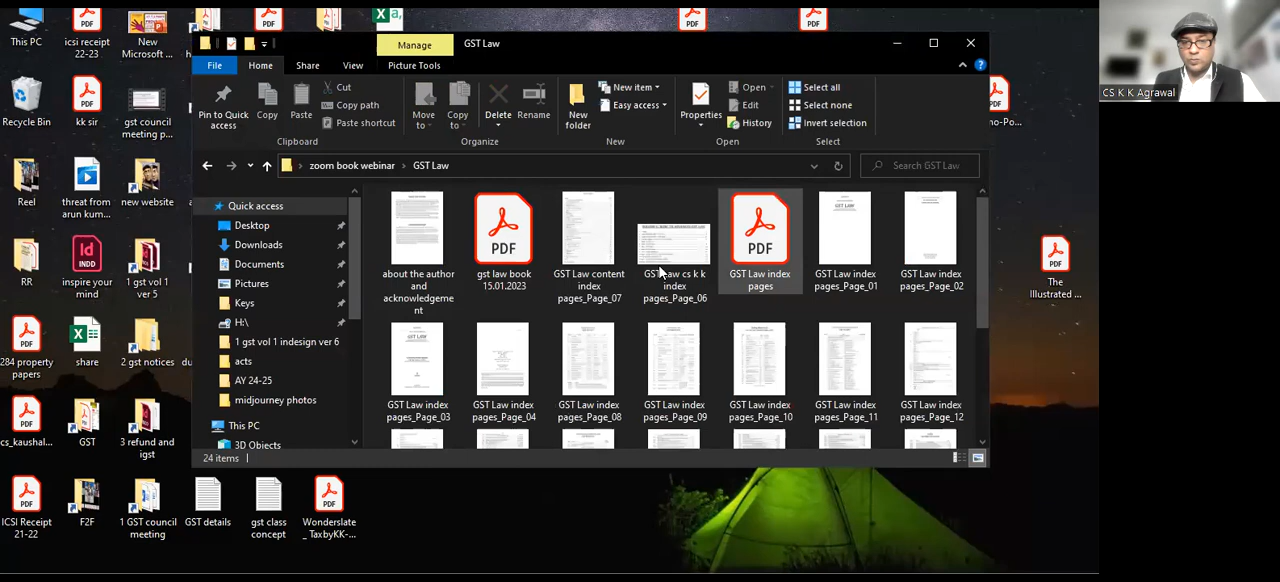 This PC
icsi receipt
22-23
New
Microsoft ...
Recycle Bin
kk sir
gst council
meeting p...
Reel
threat from
arun kum...
new website
RR
inspire your
mind
1 gst vol 1
ver 5
284 property
papers
share
2 gst notices
cs_kaushal...
GST
3 refund and
igst
ICSI Receipt
21-22
F2F
1 GST council
meeting
GST details
gst class
concept
Wonderslate
_TaxbyKK-...
The
Illustrated ...
CS K K Agrawal
Manage
GST Law
File
Home
Share
View
Picture Tools
Pin to Quick
access
Copy
Paste
Cut
Copy path
Paste shortcut
Clipboard
Move
to
Copy
to
Delete
Rename
Organize
New
folder
New item
Easy access
New
Properties
Open
Edit
History
Open
Select all
Select none
Invert selection
Select
zoom book webinar
GST Law
Search GST Law
Quick access
Desktop
Downloads
Documents
Pictures
Keys
H:\
1 gst vol 1 indesign ver 6
acts
AY 24-25
midjourney photos
This PC
3D Objects
about the author
and
acknowledgeme
nt
PDF
gst law book
15.01.2023
GST Law content
index
pages_Page_07
GST Law cs k k
index
pages_Page_06
PDF
GST Law index
pages
GST LAW
GST Law index
pages_Page_01
GST Law index
pages_Page_02
GST Law index
pages_Page_03
GST Law index
pages_Page_04
GST Law index
pages_Page_08
GST Law index
pages_Page_09
GST Law index
pages_Page_10
GST Law index
pages_Page_11
GST Law index
pages_Page_12
24 items